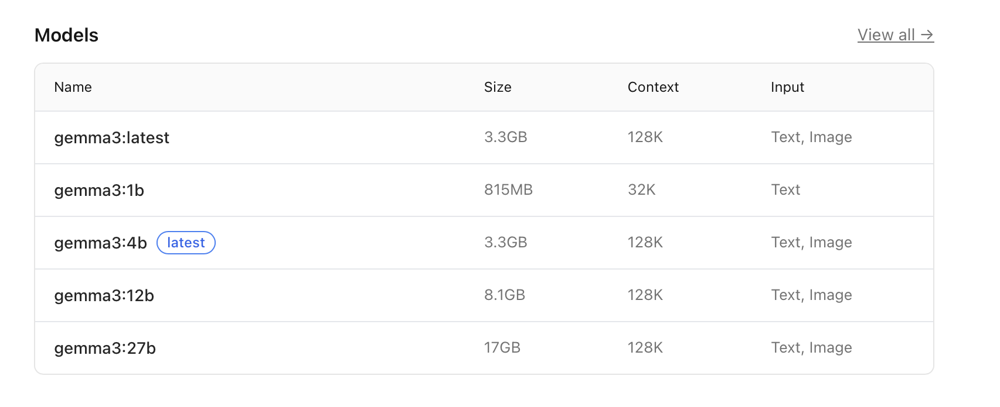 Models View all →
Name Size Context Input
gemma3:latest 3.3GB 128K Text, Image
gemma3:1b 815MB 32K Text
gemma3:4b latest 3.3GB 128K Text, Image
gemma3:12b 8.1GB 128K Text, Image
gemma3:27b 17GB 128K Text, Image